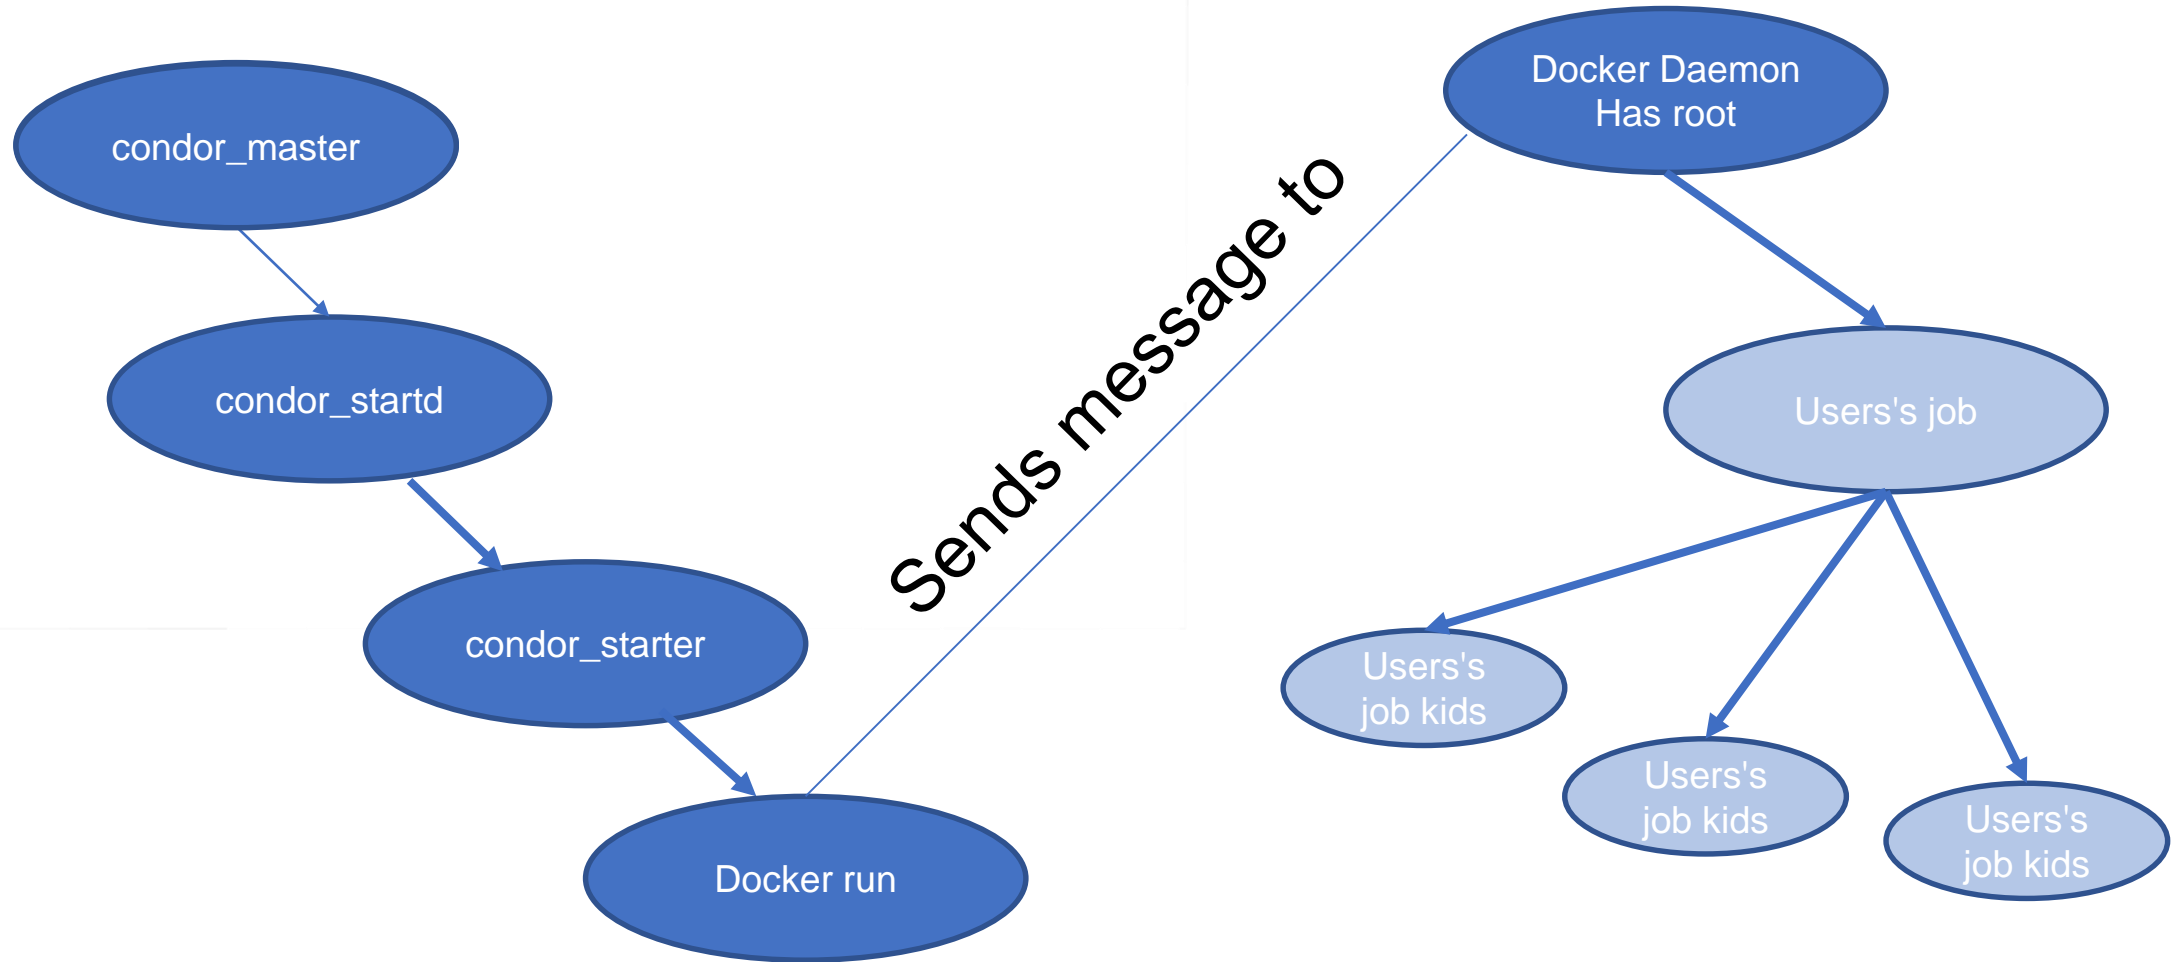 condor_master
condor_startd
condor_starter
Docker run
Sends message to
Docker Daemon
Has root
Users's job
Users's
job kids
Users's
job kids
Users's
job kids